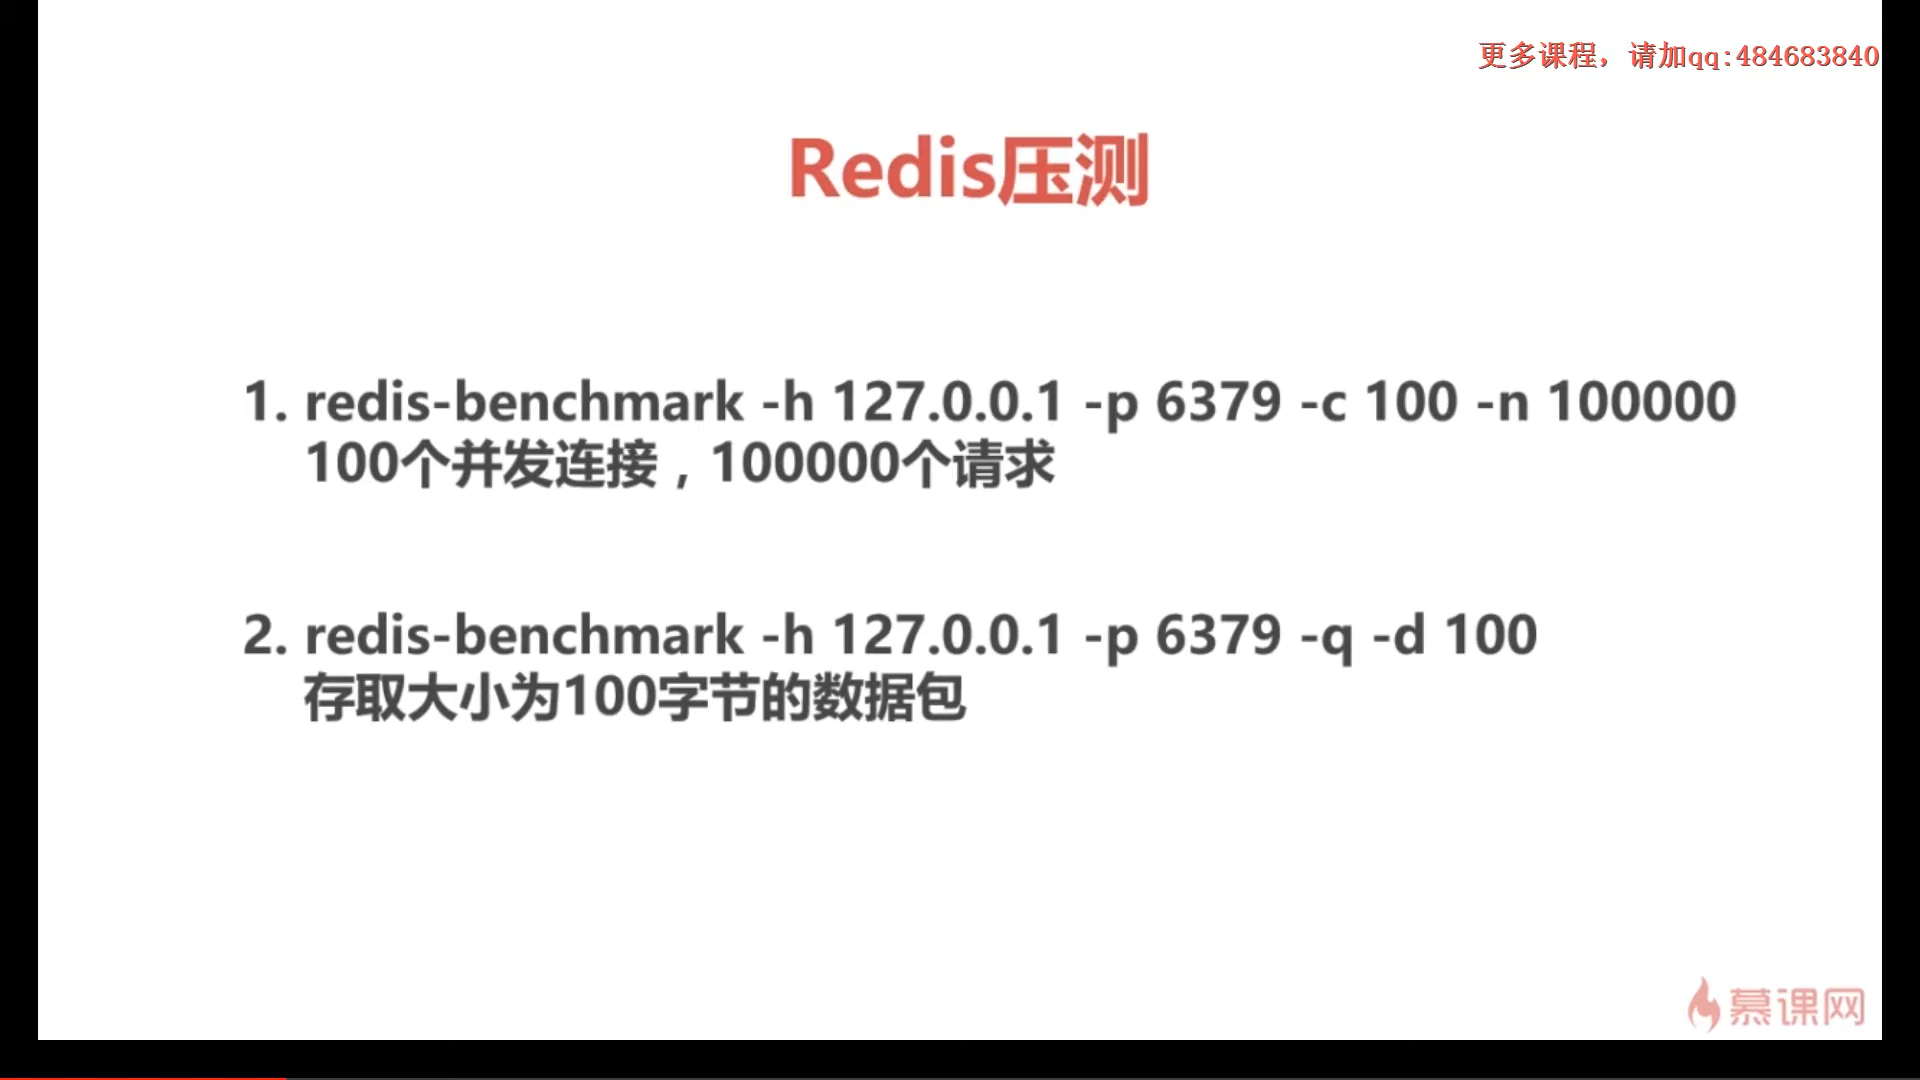 更多课程，请加qq:484683840
Redis压测
1. redis-benchmark -h 127.0.0.1 -p 6379 -c 100 -n 100000
100个并发连接，100000个请求
2. redis-benchmark -h 127.0.0.1 -p 6379 -q -d 100
存取大小为100字节的数据包
慕课网